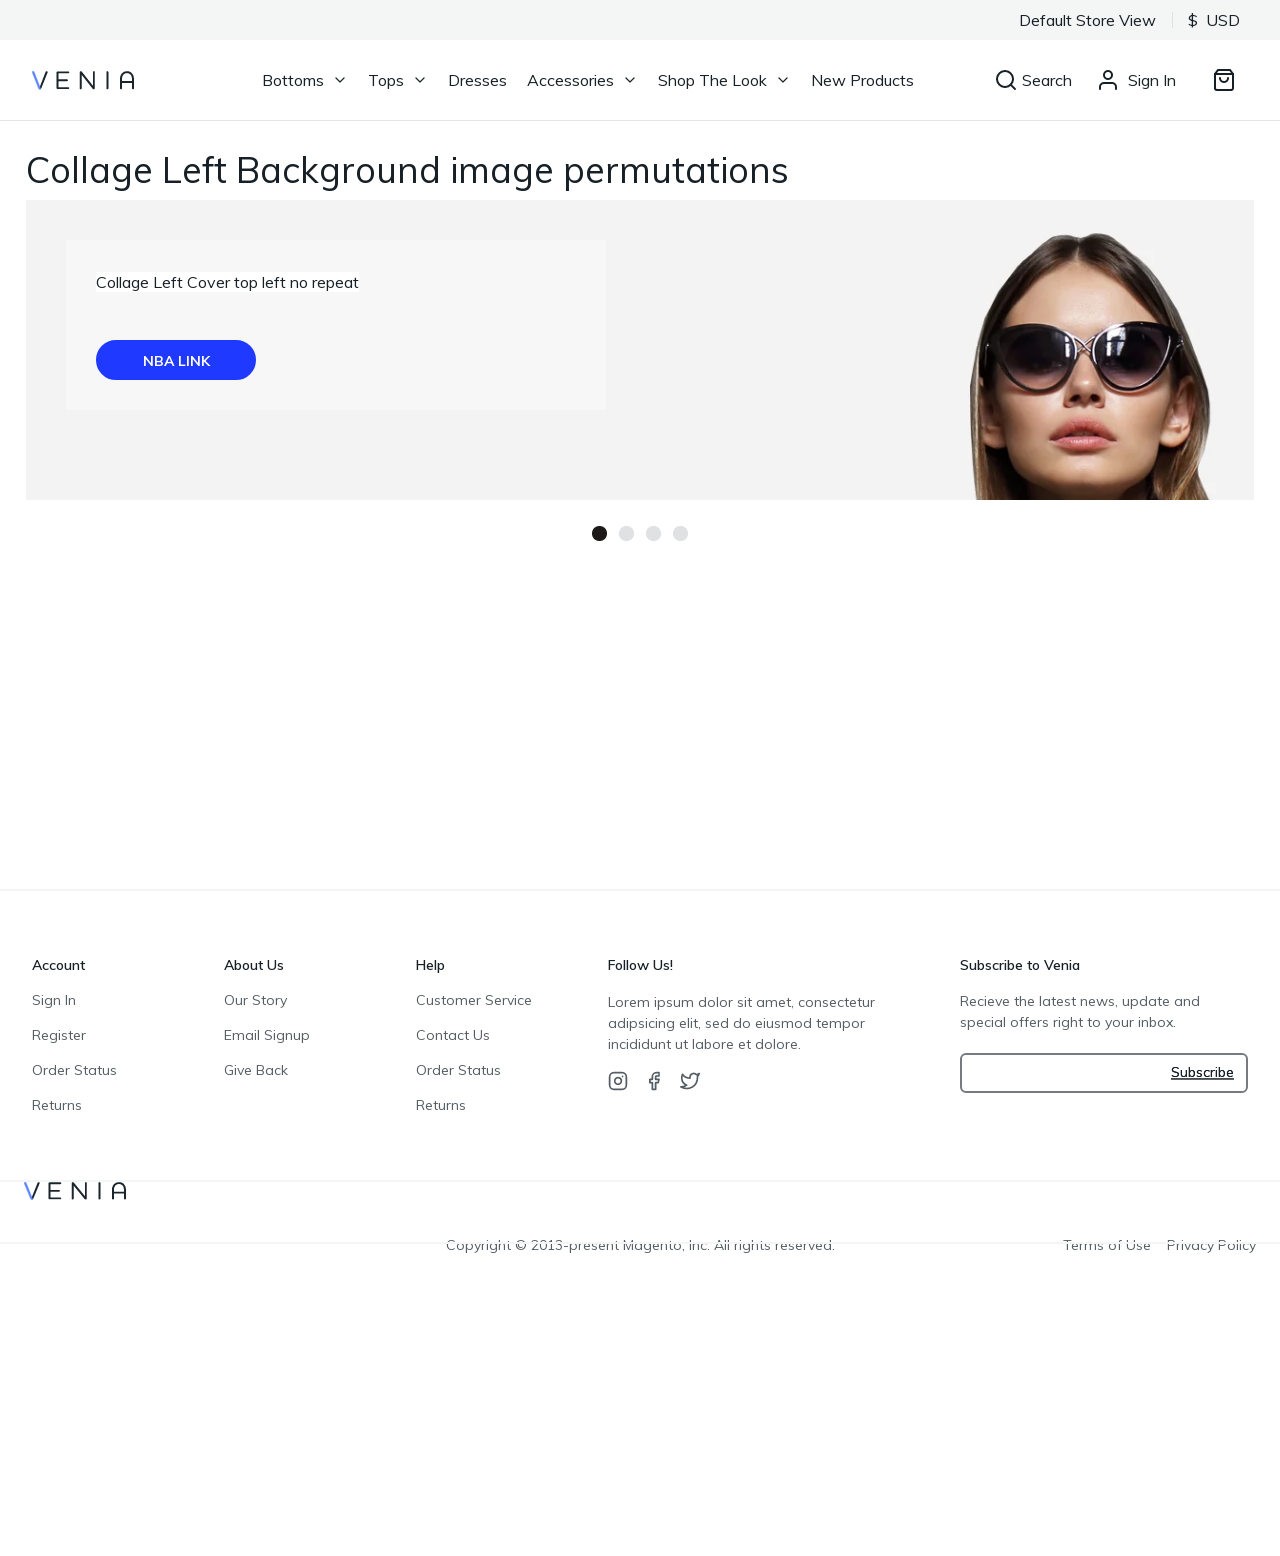 Default Store View $ USD
VENIA Bottoms Tops Dresses Accessories Shop The Look New Products Search Sign In
Collage Left Background image permutations
Collage Left Cover top left no repeat
NBA LINK
Account
Sign In
Register
Order Status
Returns
About Us
Our Story
Email Signup
Give Back
Help
Customer Service
Contact Us
Order Status
Returns
Follow Us!
Lorem ipsum dolor sit amet, consectetur
adipsicing elit, sed do eiusmod tempor
incididunt ut labore et dolore.
Subscribe to Venia
Recieve the latest news, update and
special offers right to your inbox.
Subscribe
VENIA
Copyright © 2013-present Magento, Inc. All rights reserved.
Terms of Use Privacy Policy